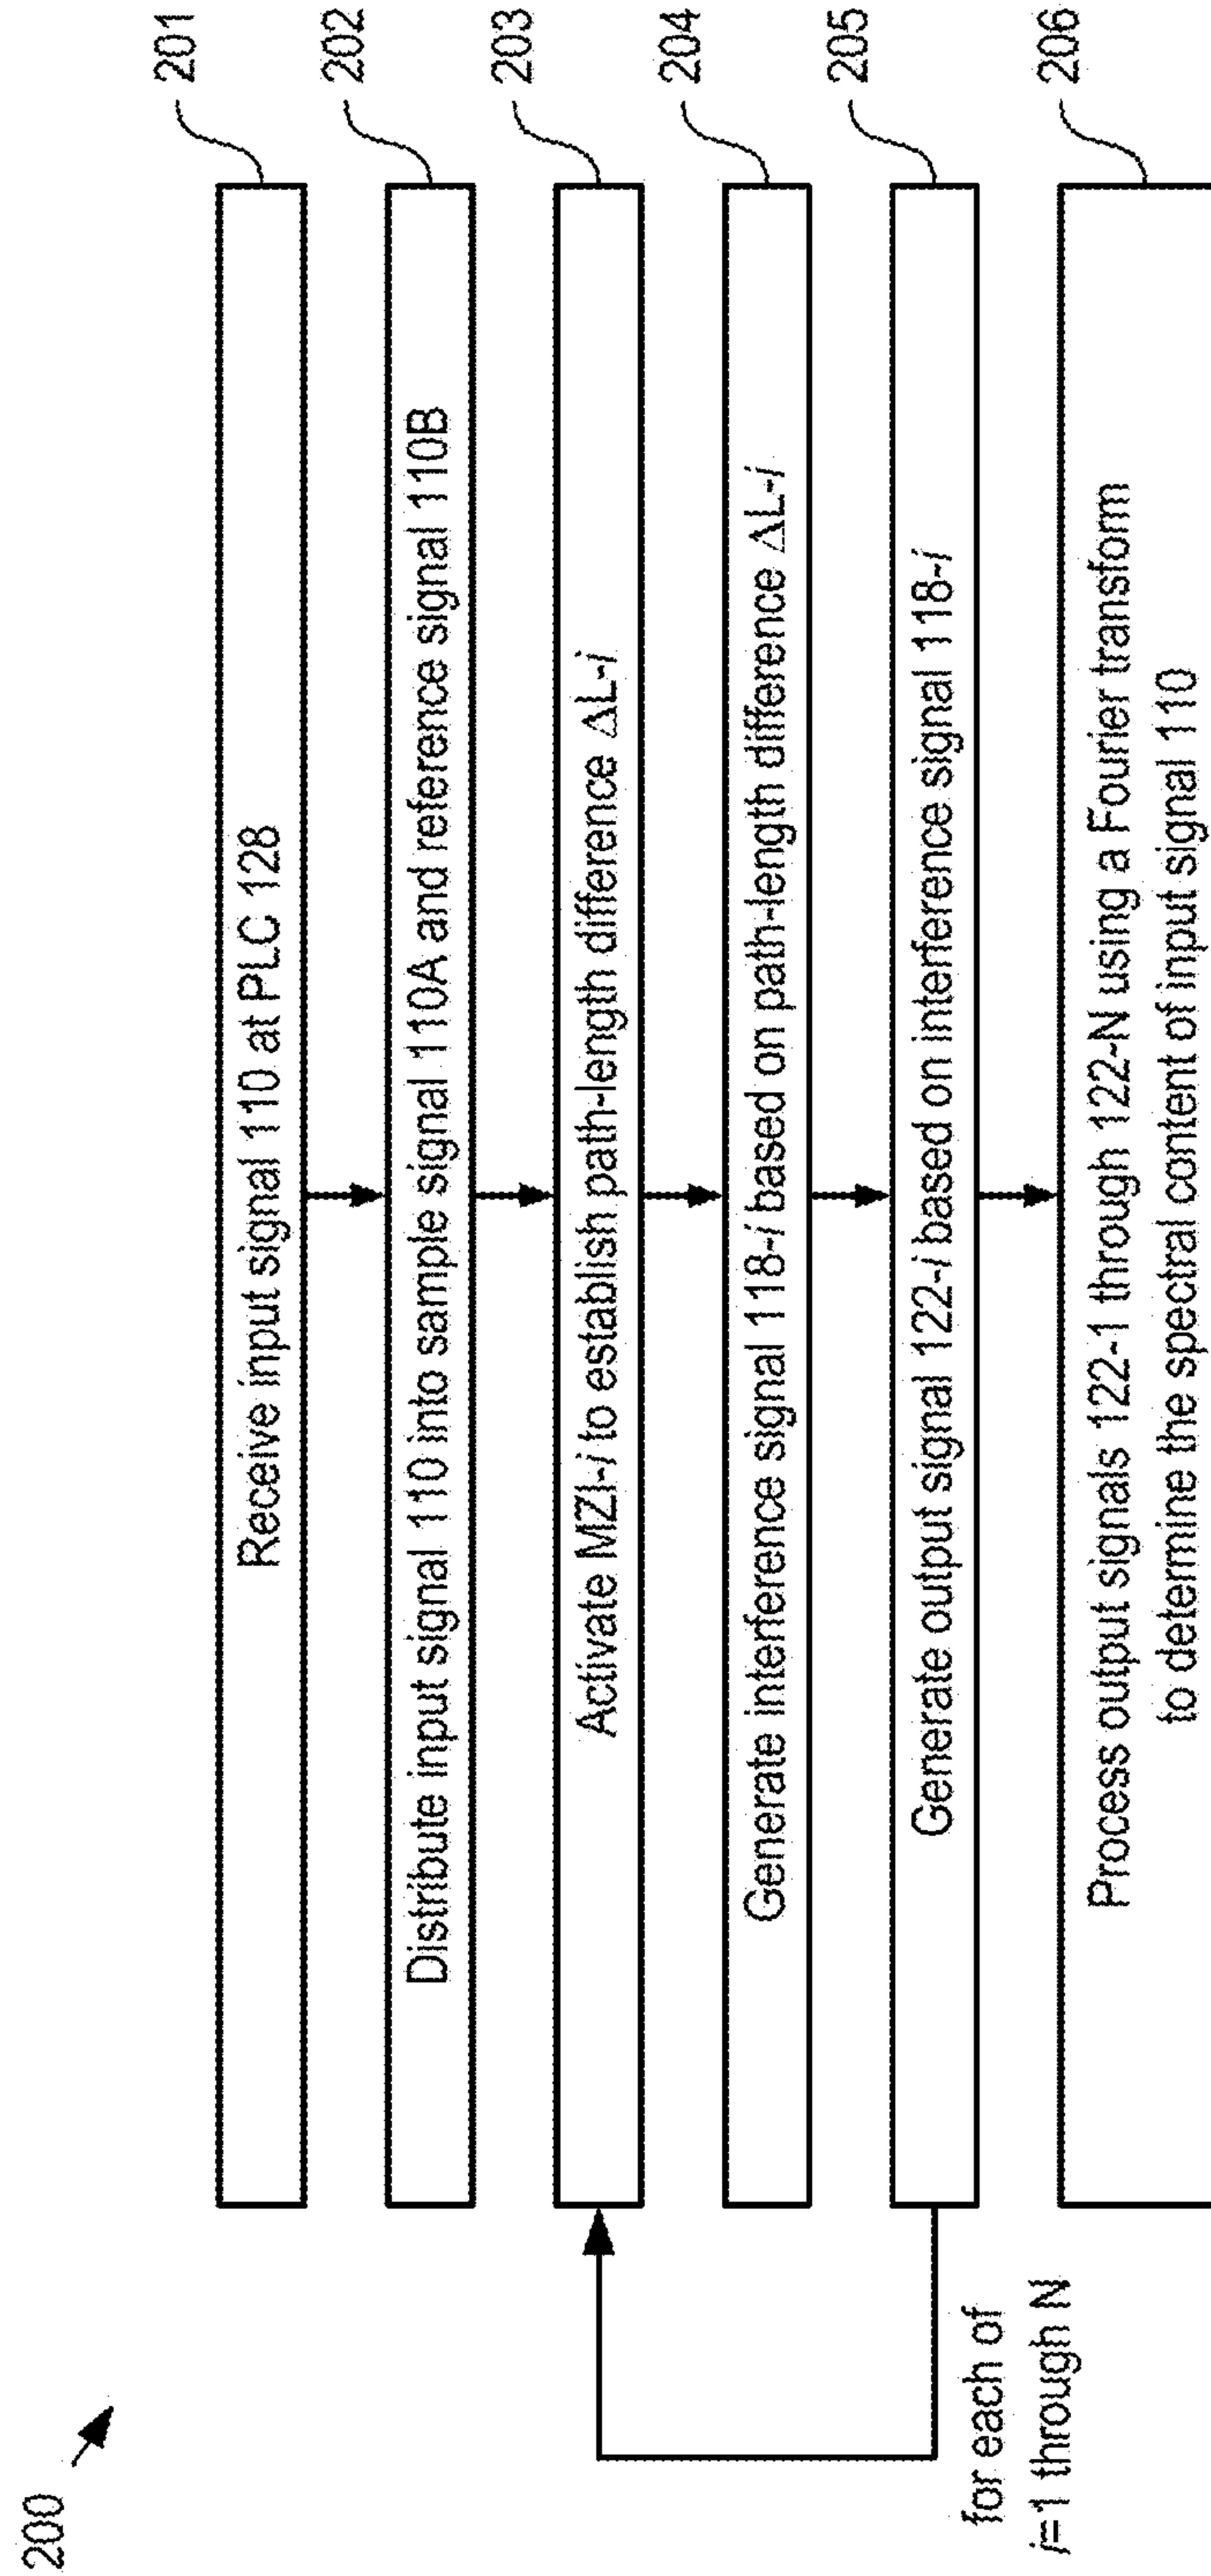 200
Receive input signal 110 at PLC 128
201
Distribute input signal 110 into sample signal 110A and reference signal 110B
202
Activate MZI-i to establish path-length difference ΔL-i
203
Generate interference signal 118-i based on path-length difference ΔL-i
204
Generate output signal 122-i based on interference signal 118-i
205
for each of
i=1 through N
Process output signals 122-1 through 122-N using a Fourier transform
to determine the spectral content of input signal 110
206